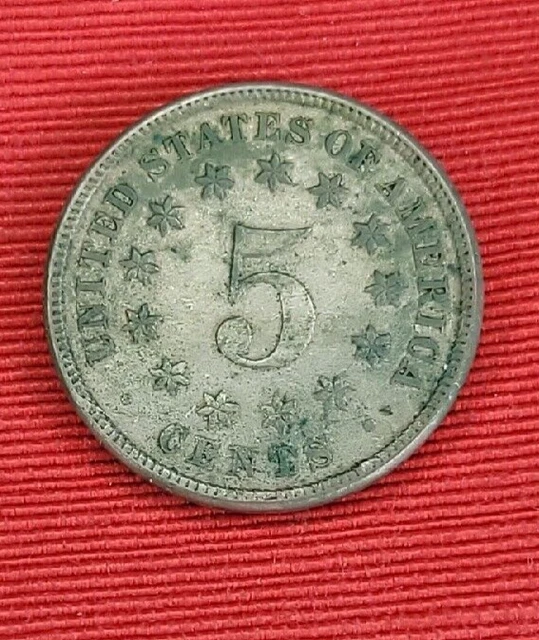 UNITED STATES OF AMERICA
5
CENTS